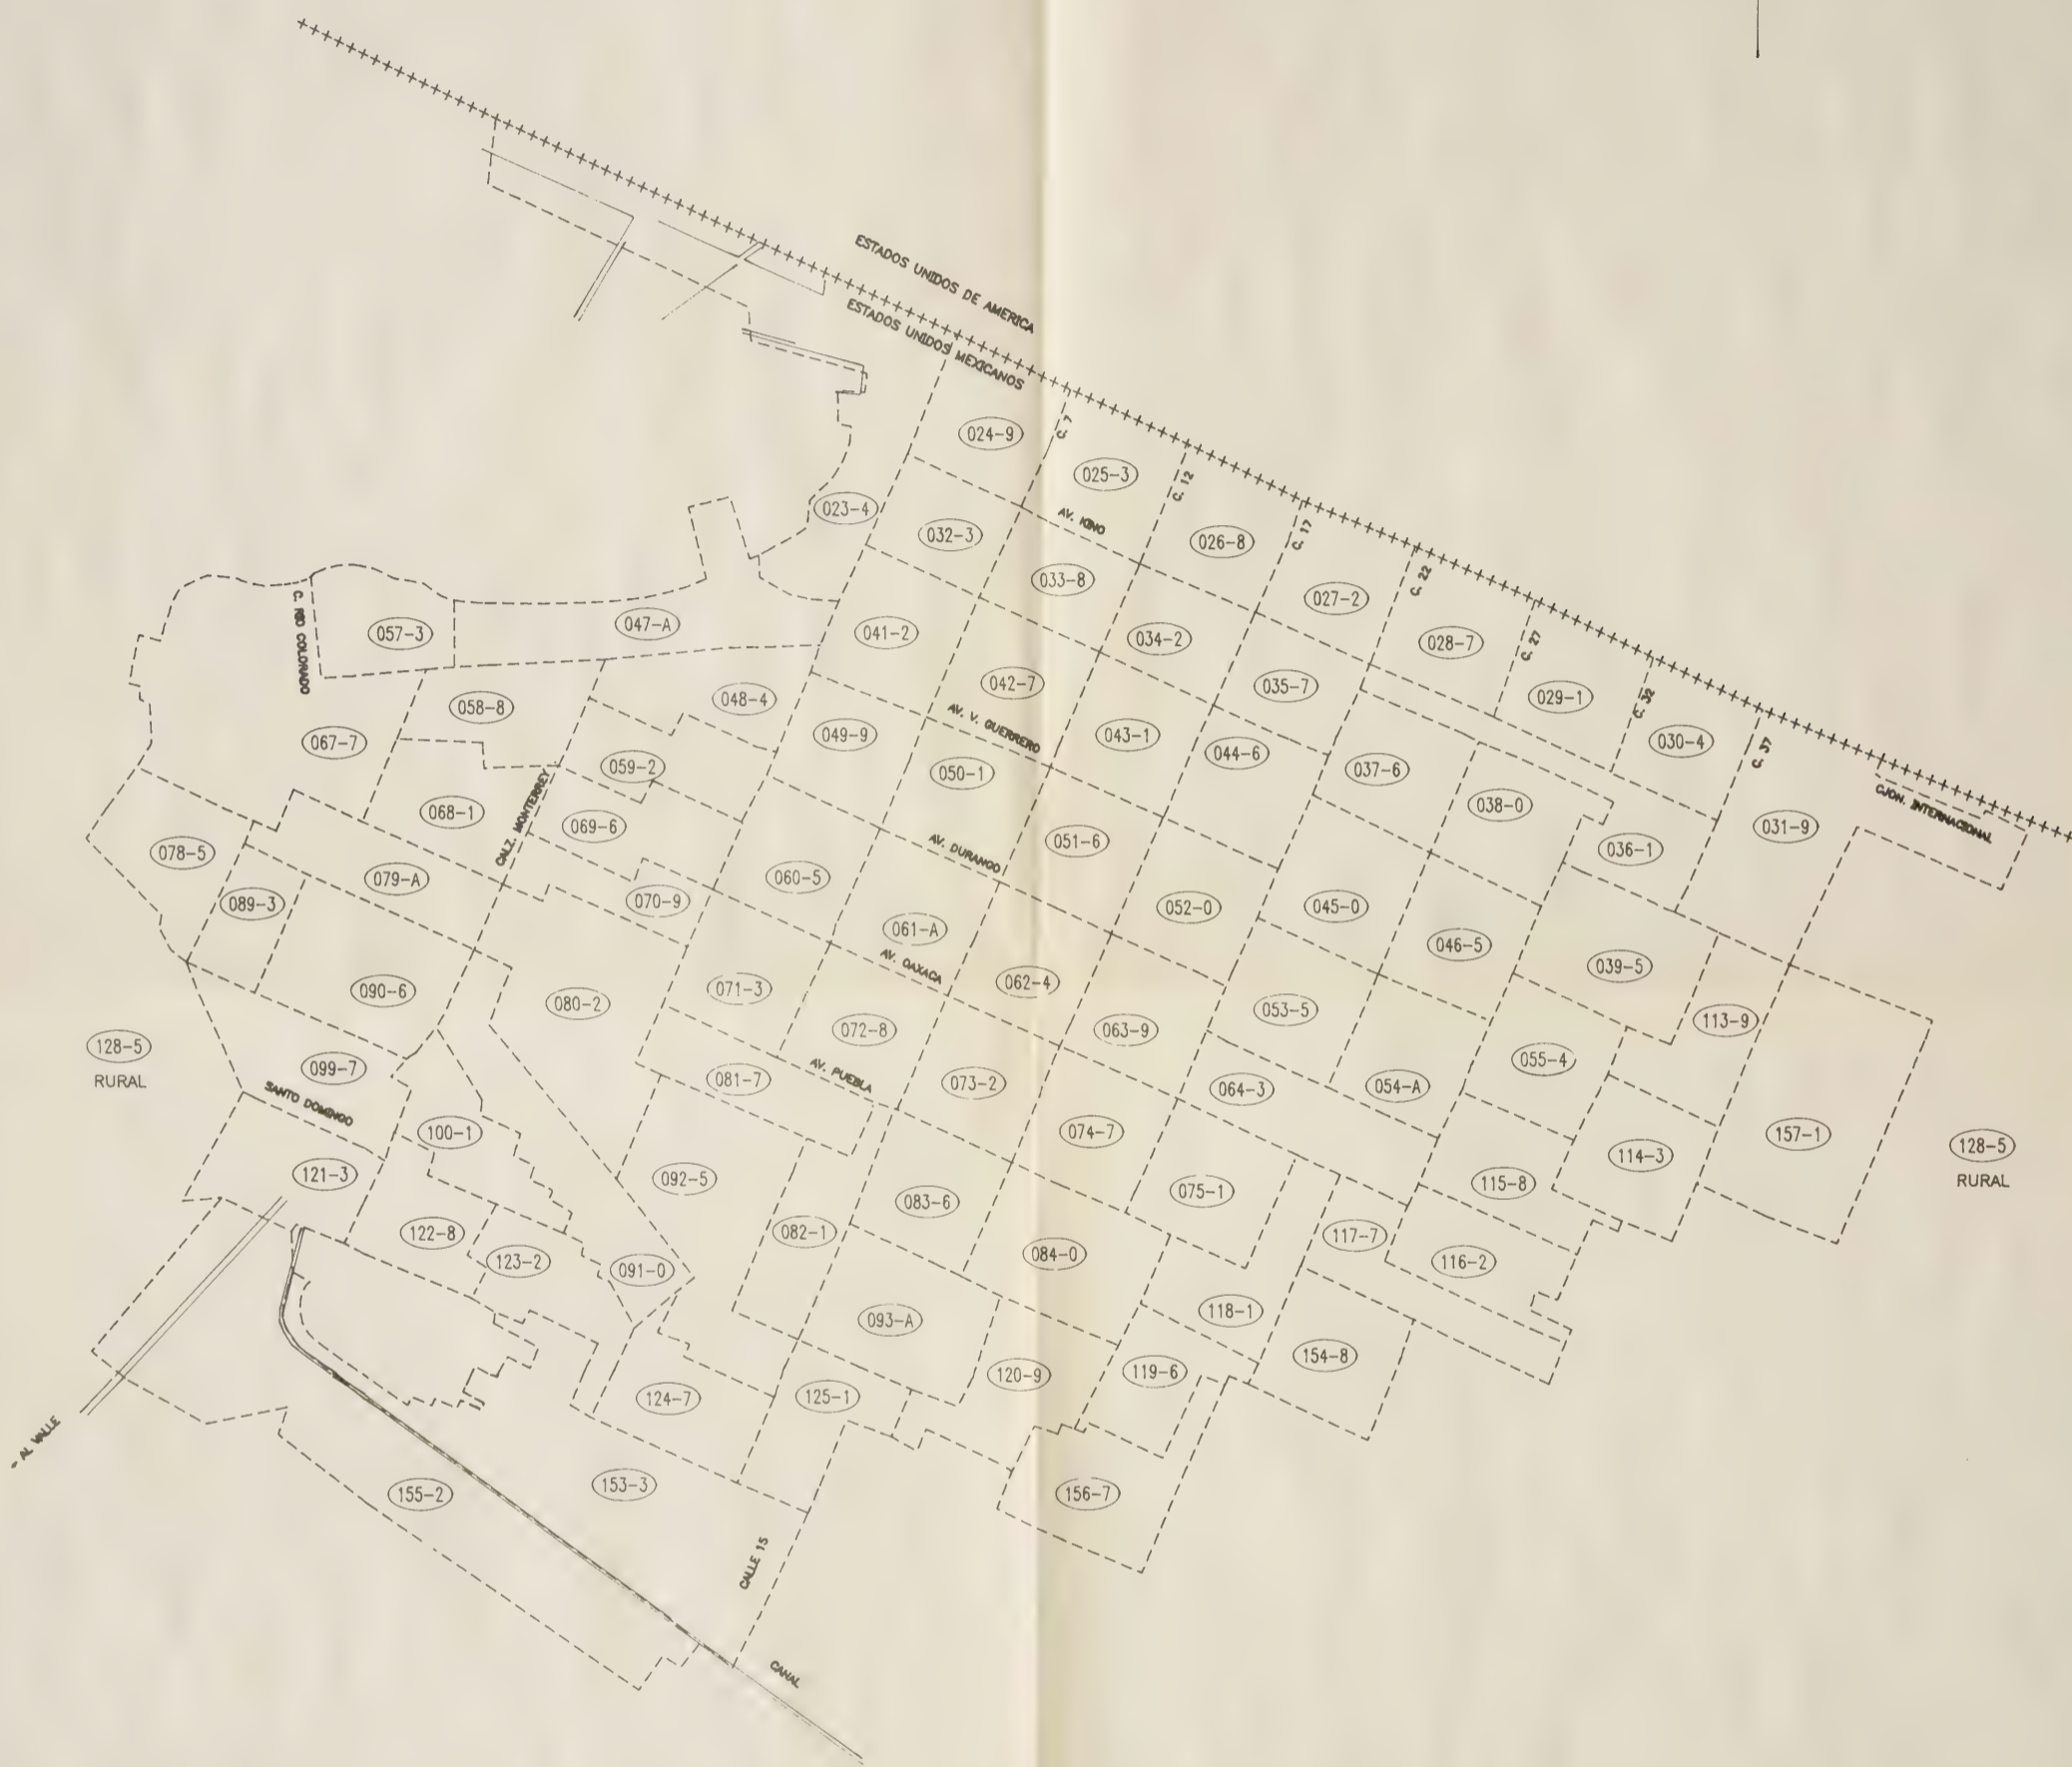 ESTADOS UNIDOS DE AMERICA
ESTADOS UNIDOS MEXICANOS
024-9
C. 7
025-3
C. 12
023-4
032-3
AV. KINO
026-8
C. 17
033-8
027-2
C. 22
C. RIO COLORADO
057-3
047-A
041-2
034-2
028-7
C. 27
058-8
048-4
042-7
035-7
029-1
C. 32
067-7
049-9
AV. V. GUERRERO
043-1
044-6
037-6
030-4
C. 37
059-2
050-1
038-0
CJON. INTERNACIONAL
068-1
CALZ. MONTERREY
069-6
AV. DURANGO
051-6
036-1
031-9
078-5
079-A
060-5
089-3
070-9
061-A
052-0
045-0
046-5
039-5
090-6
080-2
071-3
AV. OAXACA
062-4
053-5
113-9
128-5
RURAL
099-7
072-8
063-9
055-4
SANTO DOMINGO
081-7
AV. PUEBLA
073-2
064-3
054-A
100-1
074-7
157-1
128-5
RURAL
121-3
092-5
083-6
075-1
115-8
114-3
122-8
123-2
091-0
082-1
084-0
117-7
116-2
093-A
118-1
124-7
125-1
120-9
119-6
154-8
AL VALLE
155-2
153-3
156-7
CALLE 15
CANAL